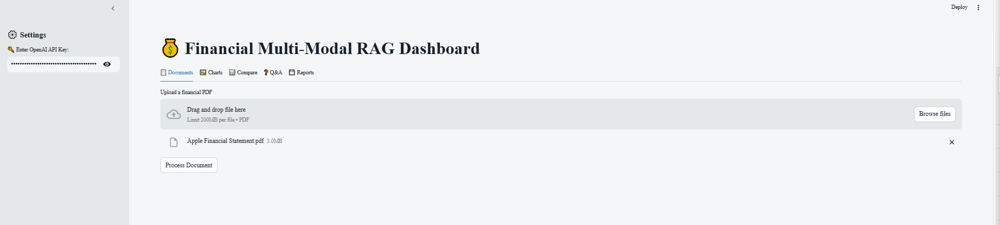 Deploy
Settings
Enter OpenAI API Key:
••••••••••••••••••••••••••••••••••••••••
Financial Multi-Modal RAG Dashboard
Documents Charts Compare Q&A Reports
Upload a financial PDF
Drag and drop file here
Limit 200MB per file • PDF
Browse files
Apple Financial Statement.pdf 3.0MB
Process Document